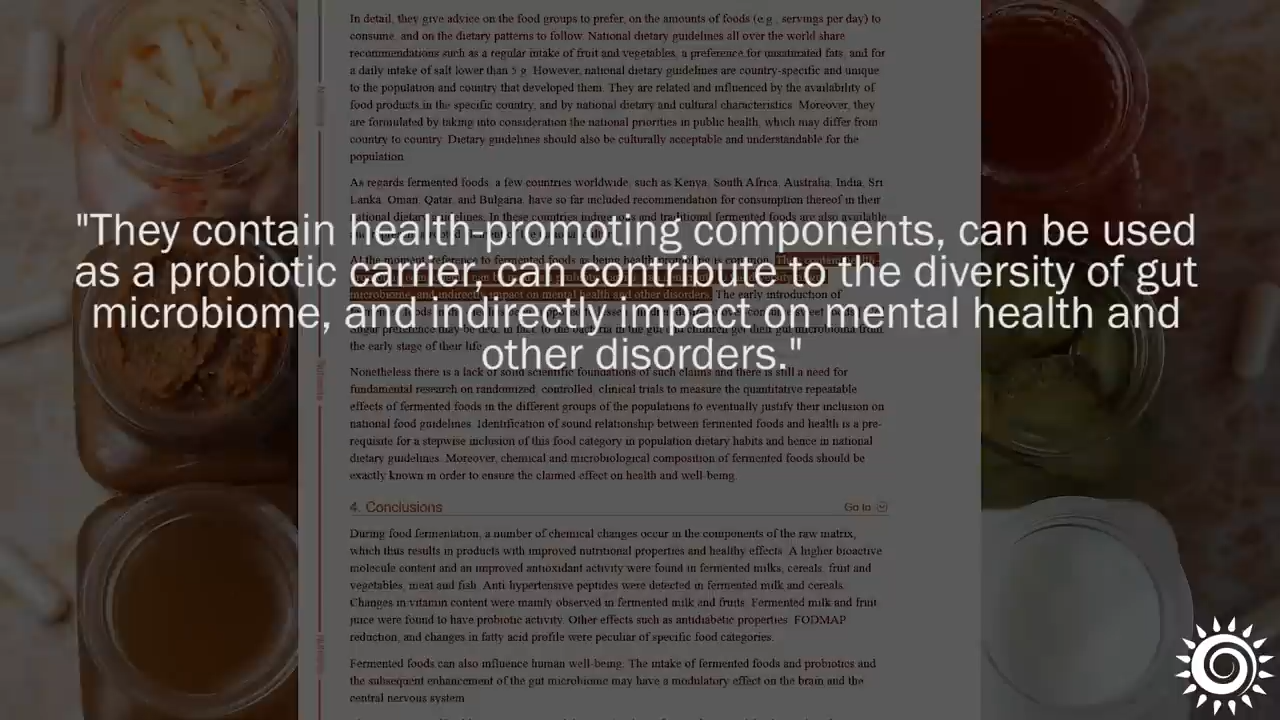 In detail, they give advice on the food groups to prefer, on the amounts of foods (e.g., servings per day) to
consume, and on the dietary patterns to follow. National dietary guidelines all over the world share
recommendations such as a regular intake of fruit and vegetables, a preference for unsaturated fats, and for
a daily intake of salt lower than 5 g. However, national dietary guidelines are country-specific and unique
to the population and country that developed them. They are related and influenced by the availability of
food products in the specific country, and by national dietary and cultural characteristics. Moreover, they
are formulated by taking into consideration the national priorities in public health, which may differ from
country to country. Dietary guidelines should also be culturally acceptable and understandable for the
population.
As regards fermented foods, a few countries worldwide, such as Kenya, South Africa, Australia, India, Sri
Lanka, Oman, Qatar, and Bulgaria, have so far included recommendation for consumption thereof in their
"They contain health-promoting components, can be used
as a probiotic carrier, can contribute to the diversity of gut
microbiome, and indirectly impact on mental health and
other disorders."
microbiome, and indirectly impact on mental health and other disorders. The early introduction of
the early stage of their life.
Nonetheless there is a lack of solid scientific foundations of such claims and there is still a need for
fundamental research on randomized, controlled, clinical trials to measure the quantitative repeatable
effects of fermented foods in the different groups of the populations to eventually justify their inclusion on
national food guidelines. Identification of sound relationship between fermented foods and health is a pre-
requisite for a stepwise inclusion of this food category in population dietary habits and hence in national
dietary guidelines. Moreover, chemical and microbiological composition of fermented foods should be
exactly known in order to ensure the claimed effect on health and well-being.
4. Conclusions
Go to
During food fermentation, a number of chemical changes occur in the components of the raw matrix,
which thus results in products with improved nutritional properties and healthy effects. A higher bioactive
molecule content and an improved antioxidant activity were found in fermented milks, cereals, fruit and
vegetables, meat and fish. Anti-hypertensive peptides were detected in fermented milk and cereals.
Changes in vitamin content were mainly observed in fermented milk and fruits. Fermented milk and fruit
juice were found to have probiotic activity. Other effects such as antidiabetic properties, FODMAP
reduction, and changes in fatty acid profile were peculiar of specific food categories.
Fermented foods can also influence human well-being. The intake of fermented foods and probiotics and
the subsequent enhancement of the gut microbiome may have a modulatory effect on the brain and the
central nervous system.